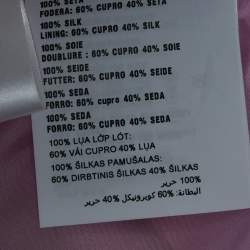 100% SETA
FODERA: 60% CUPRO 40% SETA
100% SILK
LINING: 60% CUPRO 40% SILK
100% SOIE
DOUBLURE : 60% CUPRO 40% SOIE
100% SEIDE
FUTTER: 60% CUPRO 40% SEIDE
100% SEDA
FORRO: 60% cupro 40% SEDA
100% SEDA
FORRO: 60% CUPRO 40% SEDA
100% LỤA LỚP LÓT:
60% VẢI CUPRO 40% LỤA
100% ŠILKAS PAMUŠALAS:
60% DIRBTINIS ŠILKAS 40% ŠILKAS
100% حرير
البطانة: 60% كوبرونيكل 40% حرير